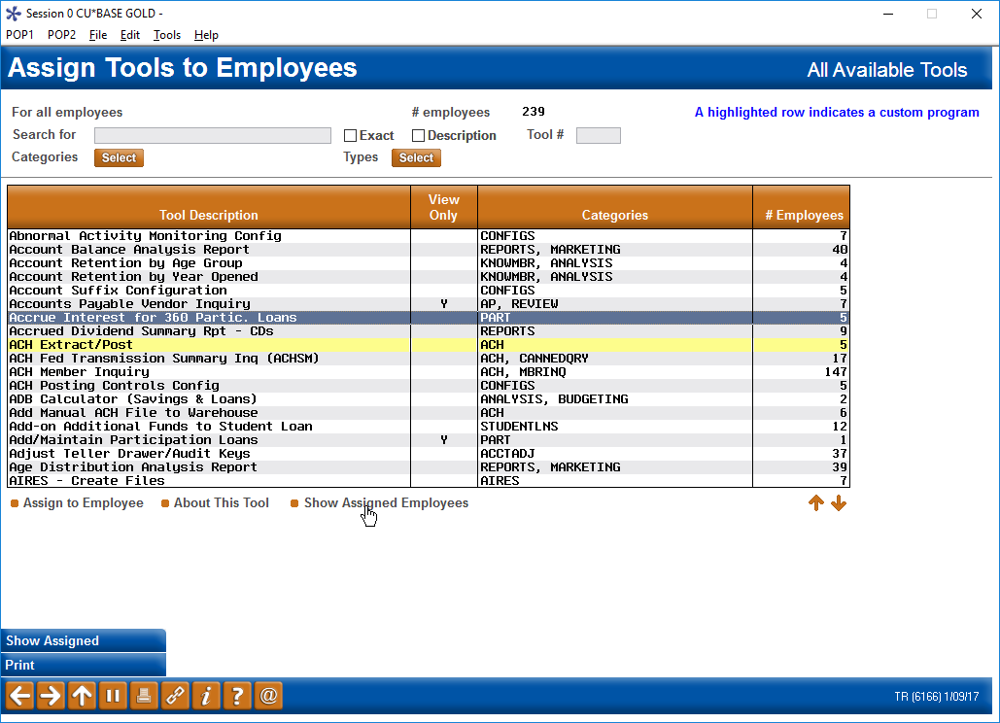 Session 0 CU*BASE GOLD -
POP1 POP2 File Edit Tools Help
Assign Tools to Employees All Available Tools
For all employees # employees 239 A highlighted row indicates a custom program
Search for Exact Description Tool #
Categories Select Types Select
Tool Description View Only Categories # Employees
Abnormal Activity Monitoring Config CONFIGS 7
Account Balance Analysis Report REPORTS, MARKETING 40
Account Retention by Age Group KNOWMBR, ANALYSIS 4
Account Retention by Year Opened KNOWMBR, ANALYSIS 4
Account Suffix Configuration CONFIGS 5
Accounts Payable Vendor Inquiry Y AP, REVIEW 7
Accrue Interest for 360 Partic. Loans PART 5
Accrued Dividend Summary Rpt - CDs REPORTS 9
ACH Extract/Post ACH 5
ACH Fed Transmission Summary Inq (ACHSM) ACH, CANNEDQRY 17
ACH Member Inquiry ACH, MBRINQ 147
ACH Posting Controls Config CONFIGS 5
ADB Calculator (Savings & Loans) ANALYSIS, BUDGETING 2
Add Manual ACH File to Warehouse ACH 6
Add-on Additional Funds to Student Loan STUDENTLNS 12
Add/Maintain Participation Loans Y PART 1
Adjust Teller Drawer/Audit Keys ACCTADJ 37
Age Distribution Analysis Report REPORTS, MARKETING 39
AIRES - Create Files AIRES 7
Assign to Employee About This Tool Show Assigned Employees
Show Assigned
Print
TR (6166) 1/09/17